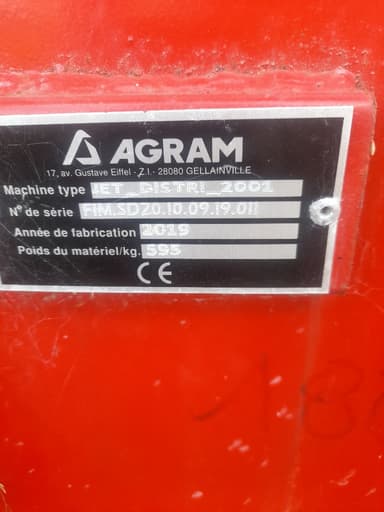 AGRAM
17, av. Gustave Eiffel - Z.I. - 28080 GELLAINVILLE
Machine type JET_DISTRI_2001
N° de série FIM.SD20.10.09.19.011
Année de fabrication 2019
Poids du matériel/kg. 595
CE